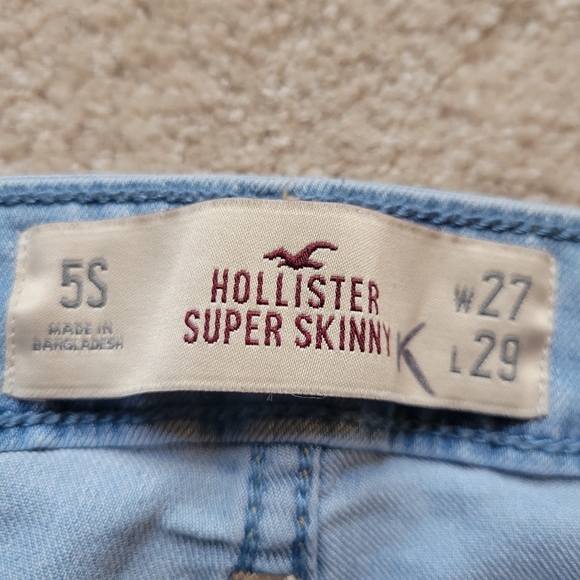 5S
MADE IN
BANGLADESH
HOLLISTER
SUPER SKINNY
K
W27
L29